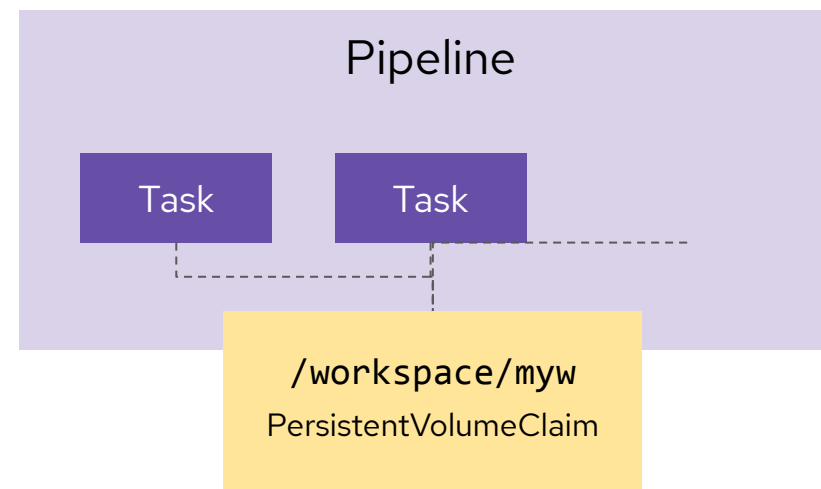 Pipeline
Task
Task
/workspace/myw
PersistentVolumeClaim